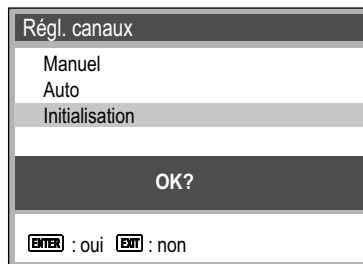 Régl. canaux
Manuel
Auto
Initialisation
OK?
ENTER : oui EXIT : non